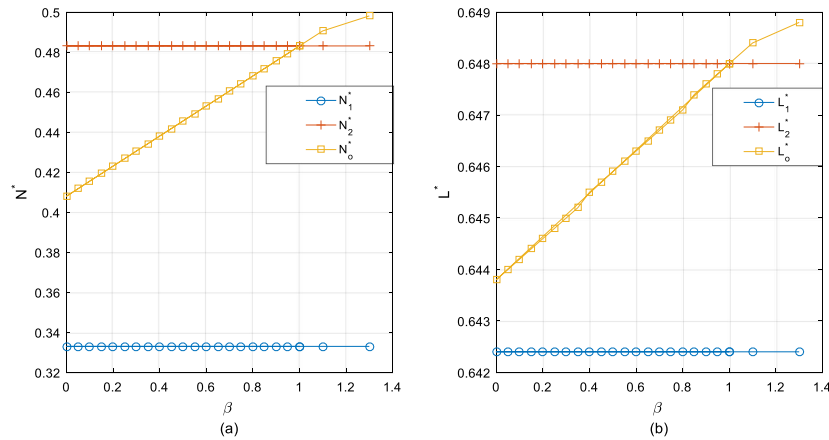 0.5
0.48
0.46
0.44
0.42
0.4
0.38
0.36
0.34
0.32
N*
0 0.2 0.4 0.6 0.8 1 1.2 1.4
β
(a)
N₁*
N₂*
Nₒ*
0.649
0.648
0.647
0.646
0.645
0.644
0.643
0.642
L*
0 0.2 0.4 0.6 0.8 1 1.2 1.4
β
(b)
L₁*
L₂*
Lₒ*